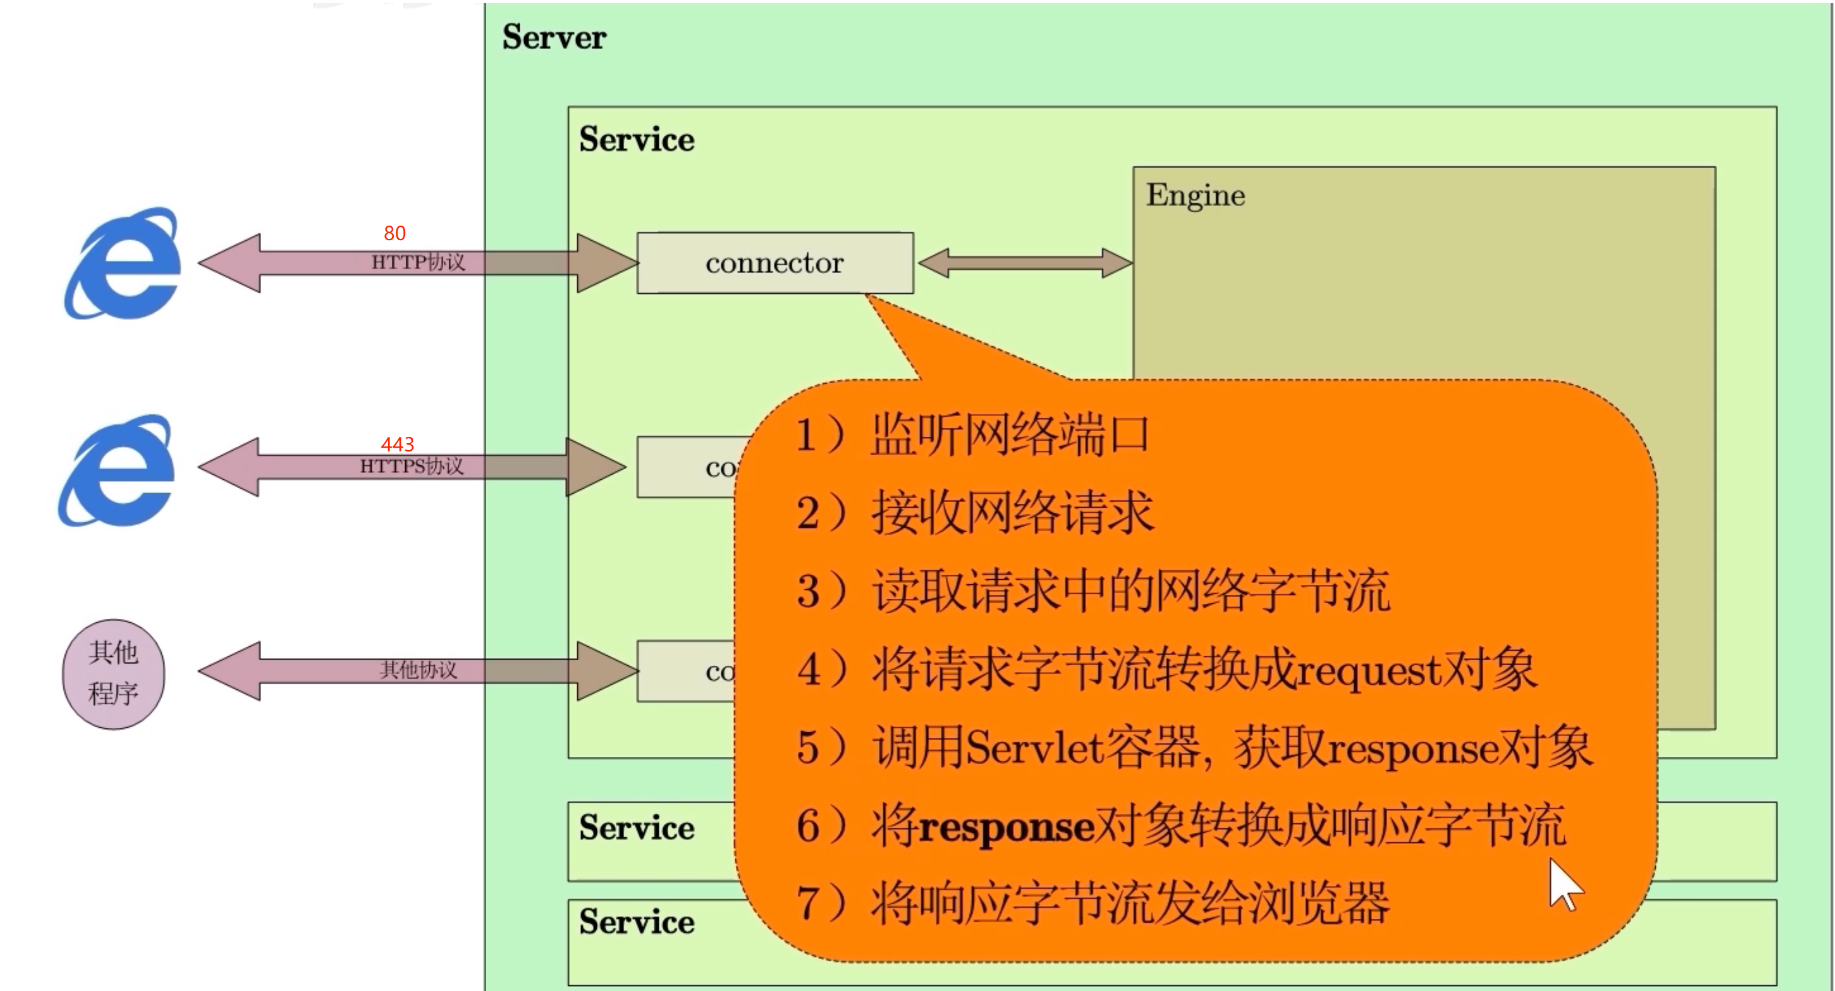 Server
Service
Engine
80
HTTP协议
connector
443
HTTPS协议
co
其他
程序
其他协议
co
1）监听网络端口
2）接收网络请求
3）读取请求中的网络字节流
4）将请求字节流转换成request对象
5）调用Servlet容器, 获取response对象
6）将response对象转换成响应字节流
7）将响应字节流发给浏览器
Service
Service